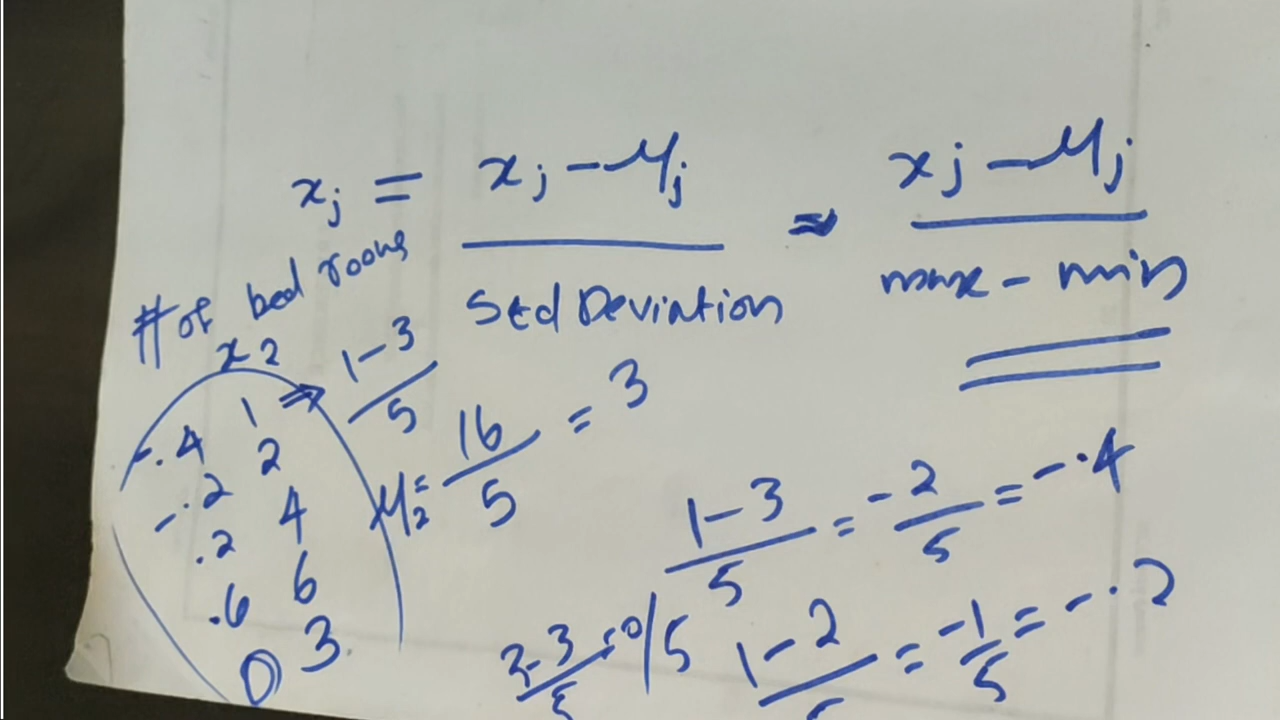 xj = xj - μj / Std Deviation ⇒ xj - μj / max - min
# of bed rooms
x2
1 ⇒ 1-3 / 5
-.4 1
-.2 2
.2 4
.6 6
0 3
μ2 = 16 / 5 = 3
1-3 / 5 = -2 / 5 = -.4
3-3 / 5 = 0/5
1-2 / 5 = -1 / 5 = -.2